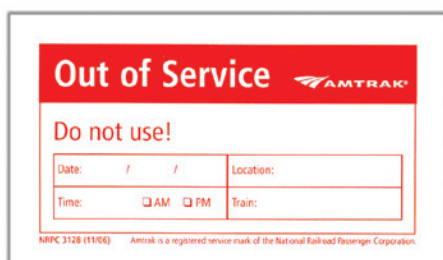 Out of Service AMTRAK®
Do not use!
Date: / / Location:
Time: ❑ AM ❑ PM Train:
NRPC 3128 (11/06) Amtrak is a registered service mark of the National Railroad Passenger Corporation.